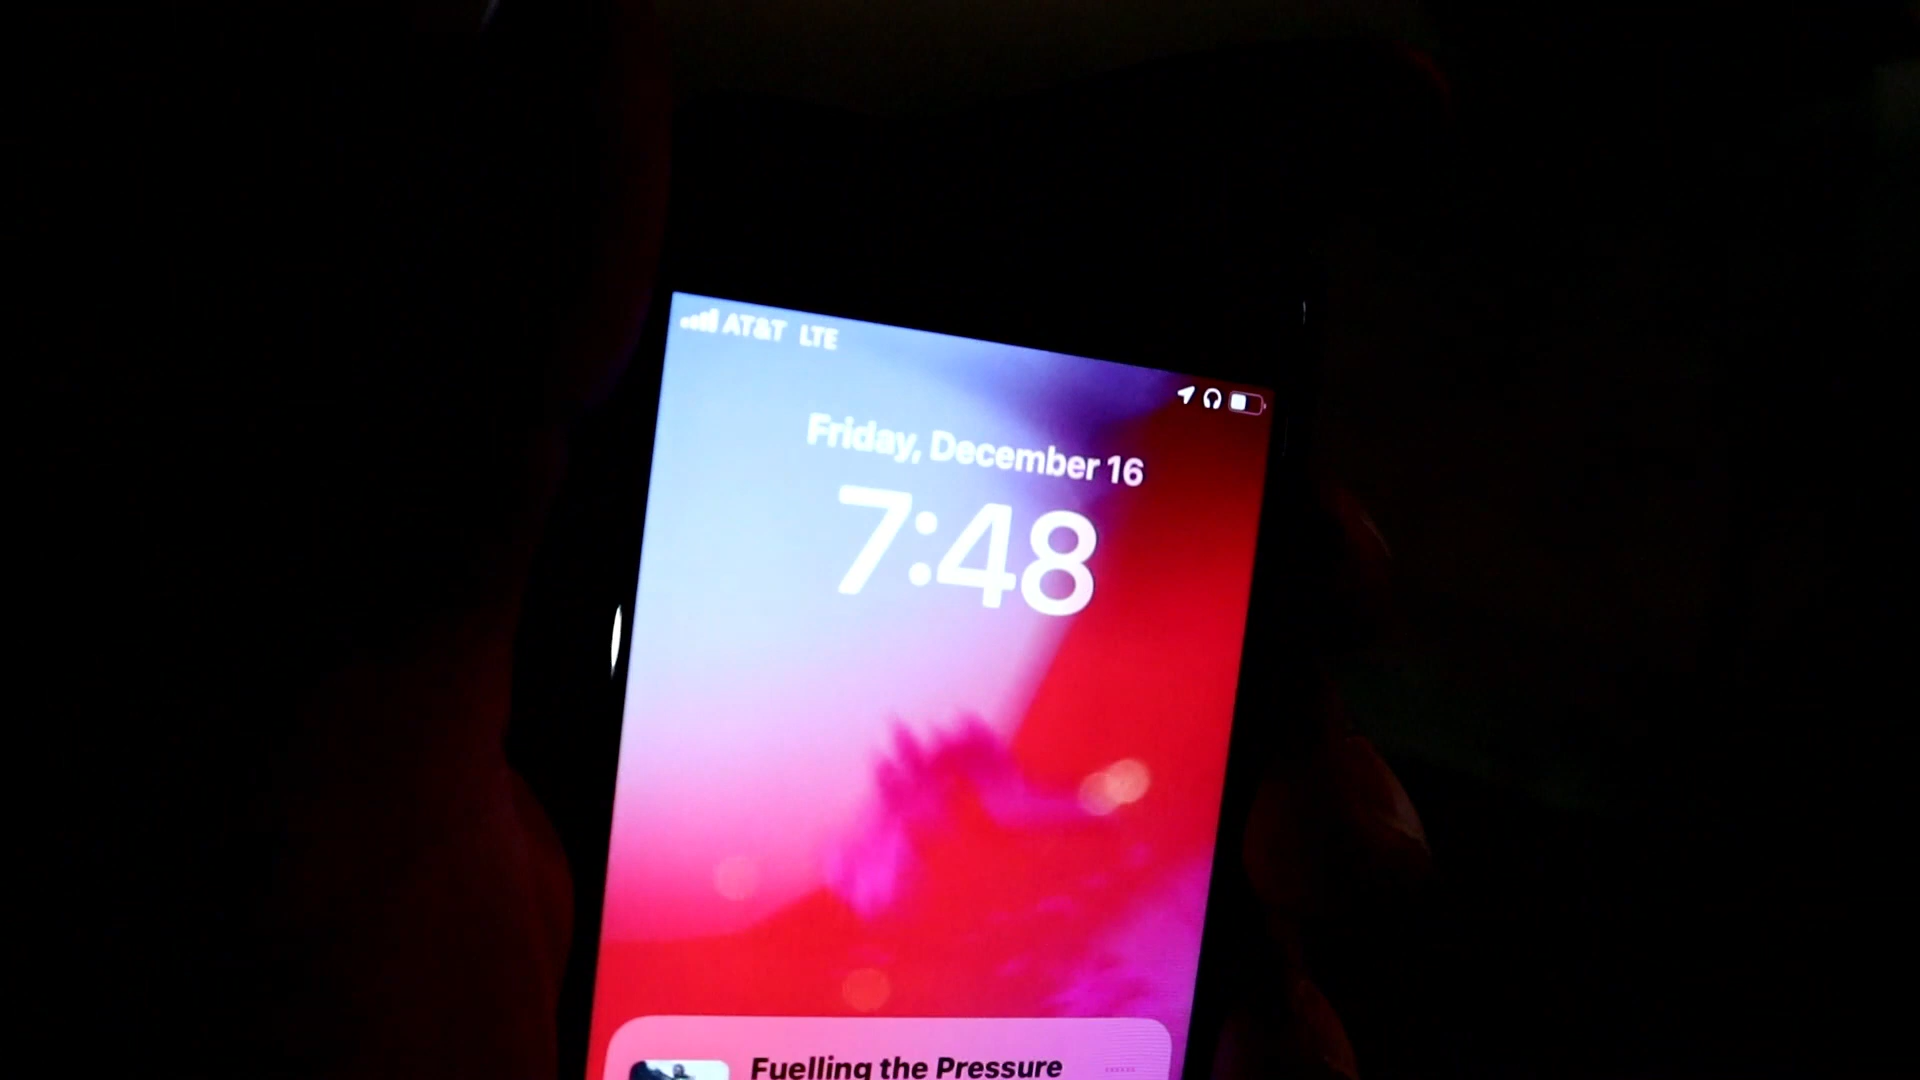 AT&T LTE
Friday, December 16
7:48
Fuelling the Pressure